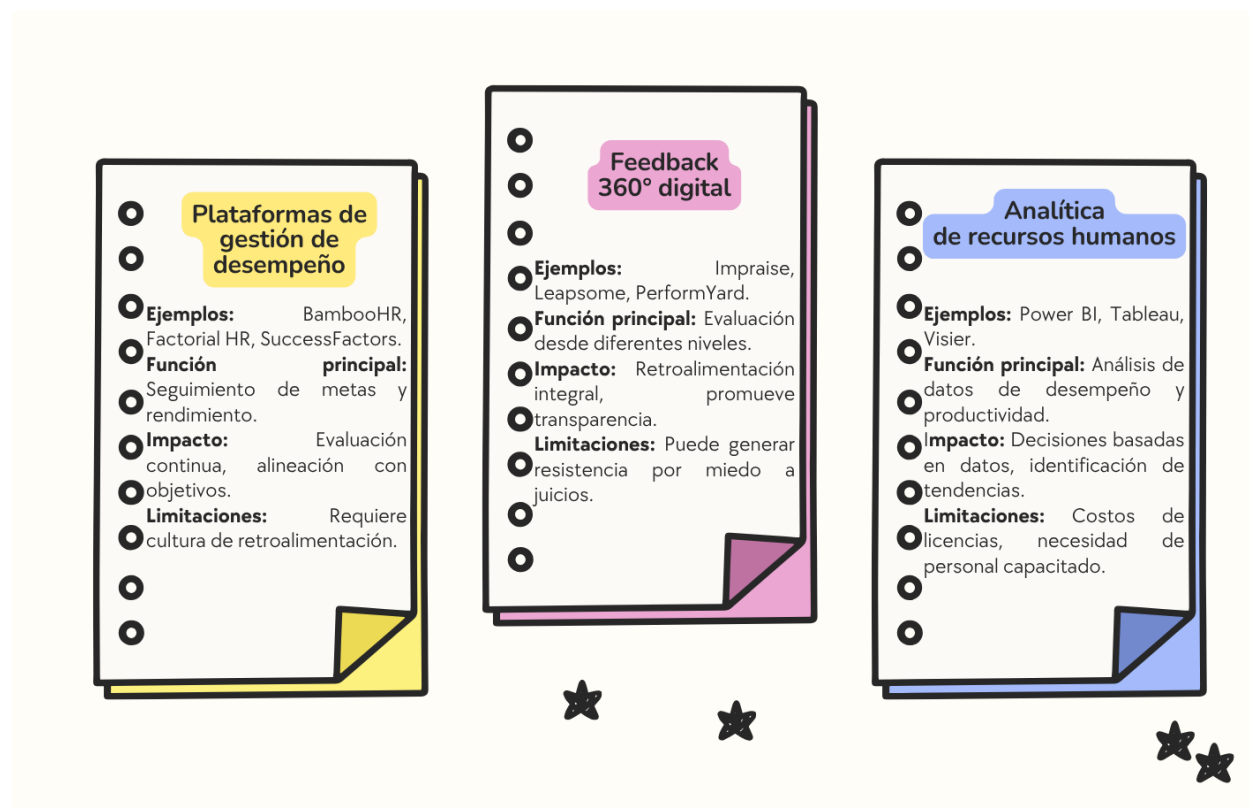 Plataformas de
gestión de
desempeño
Ejemplos: BambooHR,
Factorial HR, SuccessFactors.
Función principal:
Seguimiento de metas y
rendimiento.
Impacto: Evaluación
continua, alineación con
objetivos.
Limitaciones: Requiere
cultura de retroalimentación.
Feedback
360° digital
Ejemplos: Impraise,
Leapsome, PerformYard.
Función principal: Evaluación
desde diferentes niveles.
Impacto: Retroalimentación
integral, promueve
transparencia.
Limitaciones: Puede generar
resistencia por miedo a
juicios.
Analítica
de recursos humanos
Ejemplos: Power BI, Tableau,
Visier.
Función principal: Análisis de
datos de desempeño y
productividad.
Impacto: Decisiones basadas
en datos, identificación de
tendencias.
Limitaciones: Costos de
licencias, necesidad de
personal capacitado.